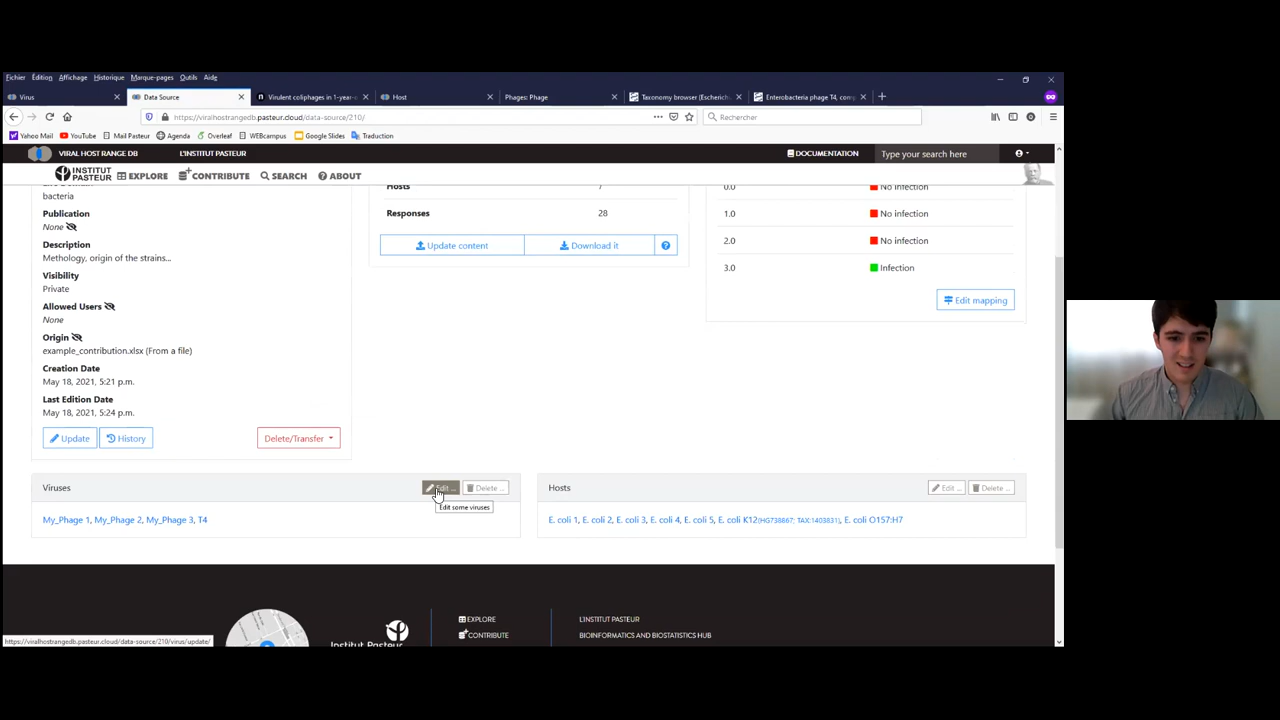 Fichier Édition Affichage Historique Marque-pages Outils Aide
Virus Data Source Virulent coliphages in 1-year-o Host Phages: Phage Taxonomy browser (Escherich Enterobacteria phage T4, comp
https://viralhostrangedb.pasteur.cloud/data-source/210/ Rechercher
Yahoo Mail YouTube Mail Pasteur Agenda Overleaf WEBcampus Google Slides Traduction
VIRAL HOST RANGE DB L'INSTITUT PASTEUR DOCUMENTATION Type your search here
INSTITUT PASTEUR EXPLORE CONTRIBUTE SEARCH ABOUT
bacteria
Publication
None
Description
Methology, origin of the strains...
Visibility
Private
Allowed Users
None
Origin
example_contribution.xlsx (From a file)
Creation Date
May 18, 2021, 5:21 p.m.
Last Edition Date
May 18, 2021, 5:24 p.m.
Update History Delete/Transfer
Hosts 7
Responses 28
Update content Download it
0.0 No infection
1.0 No infection
2.0 No infection
3.0 Infection
Edit mapping
Viruses Edit ... Delete ...
Edit some viruses
My_Phage 1, My_Phage 2, My_Phage 3, T4
Hosts Edit ... Delete ...
E. coli 1, E. coli 2, E. coli 3, E. coli 4, E. coli 5, E. coli K12(HG738867; TAX:1403831), E. coli O157:H7
EXPLORE L'INSTITUT PASTEUR
CONTRIBUTE BIOINFORMATICS AND BIOSTATISTICS HUB
Institut Pasteur
https://viralhostrangedb.pasteur.cloud/data-source/210/virus/update/